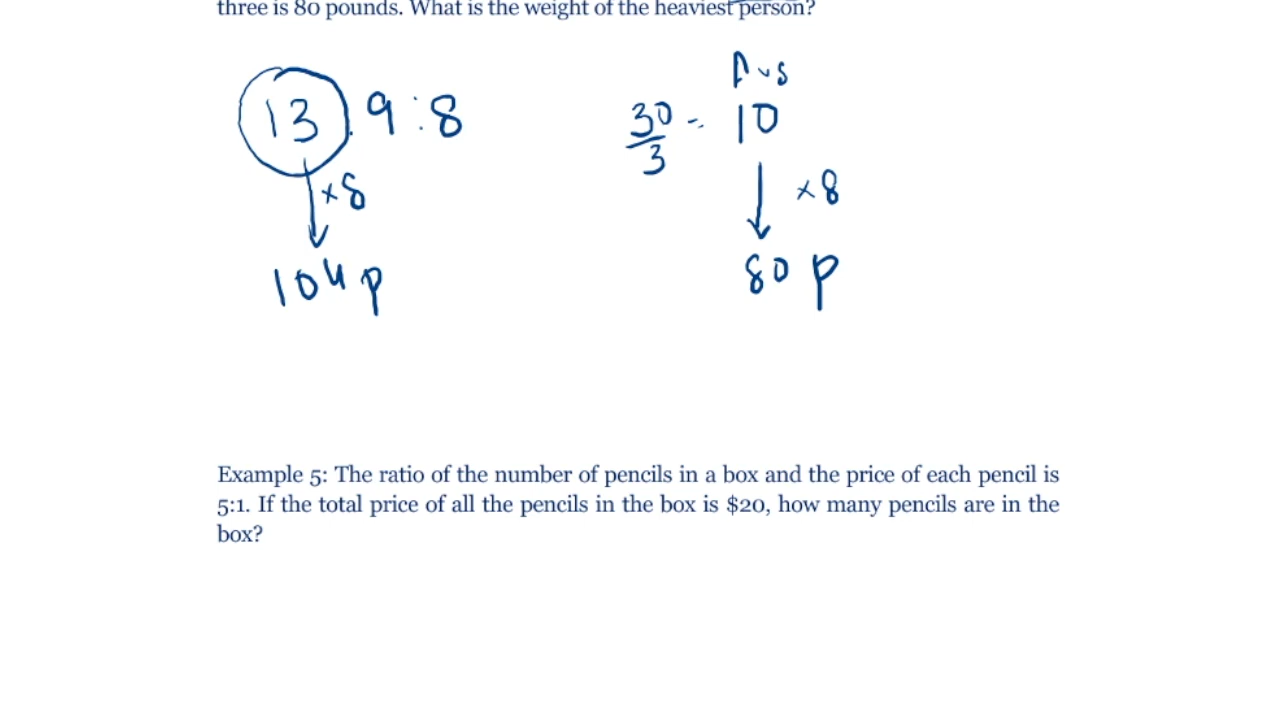 three is 80 pounds. What is the weight of the heaviest person?
Avg
13:9:8
30/3 = 10
×8
×8
104 p
80 p
Example 5: The ratio of the number of pencils in a box and the price of each pencil is
5:1. If the total price of all the pencils in the box is $20, how many pencils are in the
box?